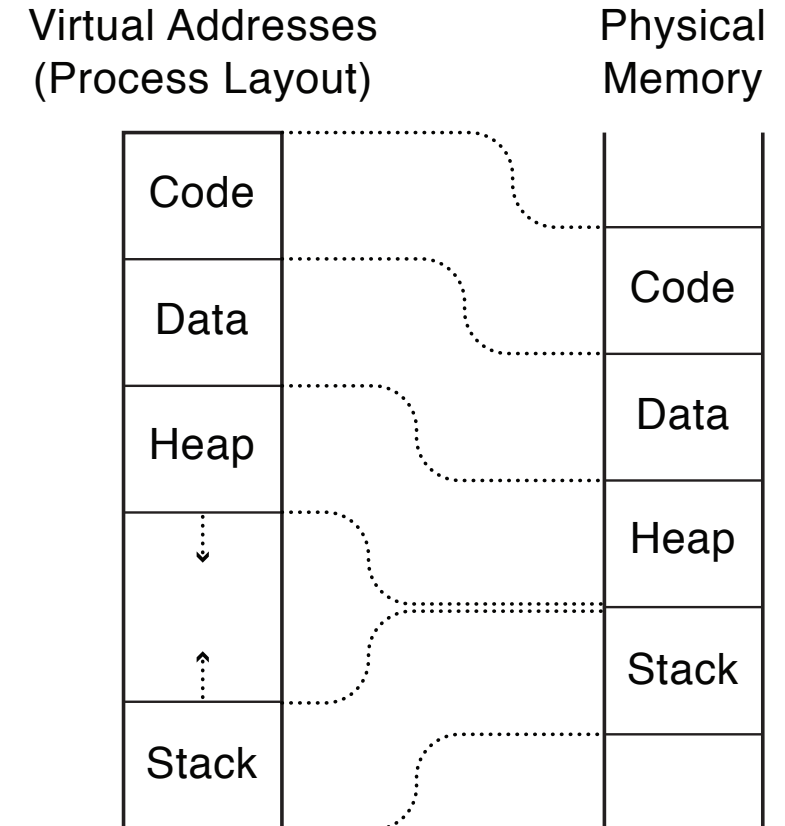 Virtual Addresses
(Process Layout)
Physical
Memory
Code
Data
Heap
Stack
Code
Data
Heap
Stack